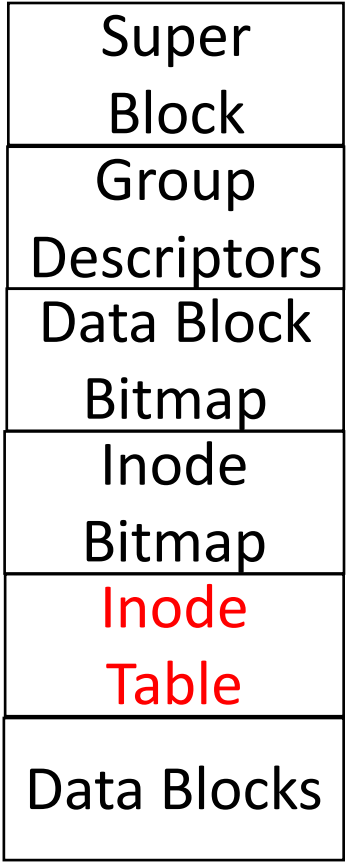 Super
Block
Group
Descriptors
Data Block
Bitmap
Inode
Bitmap
Inode
Table
Data Blocks